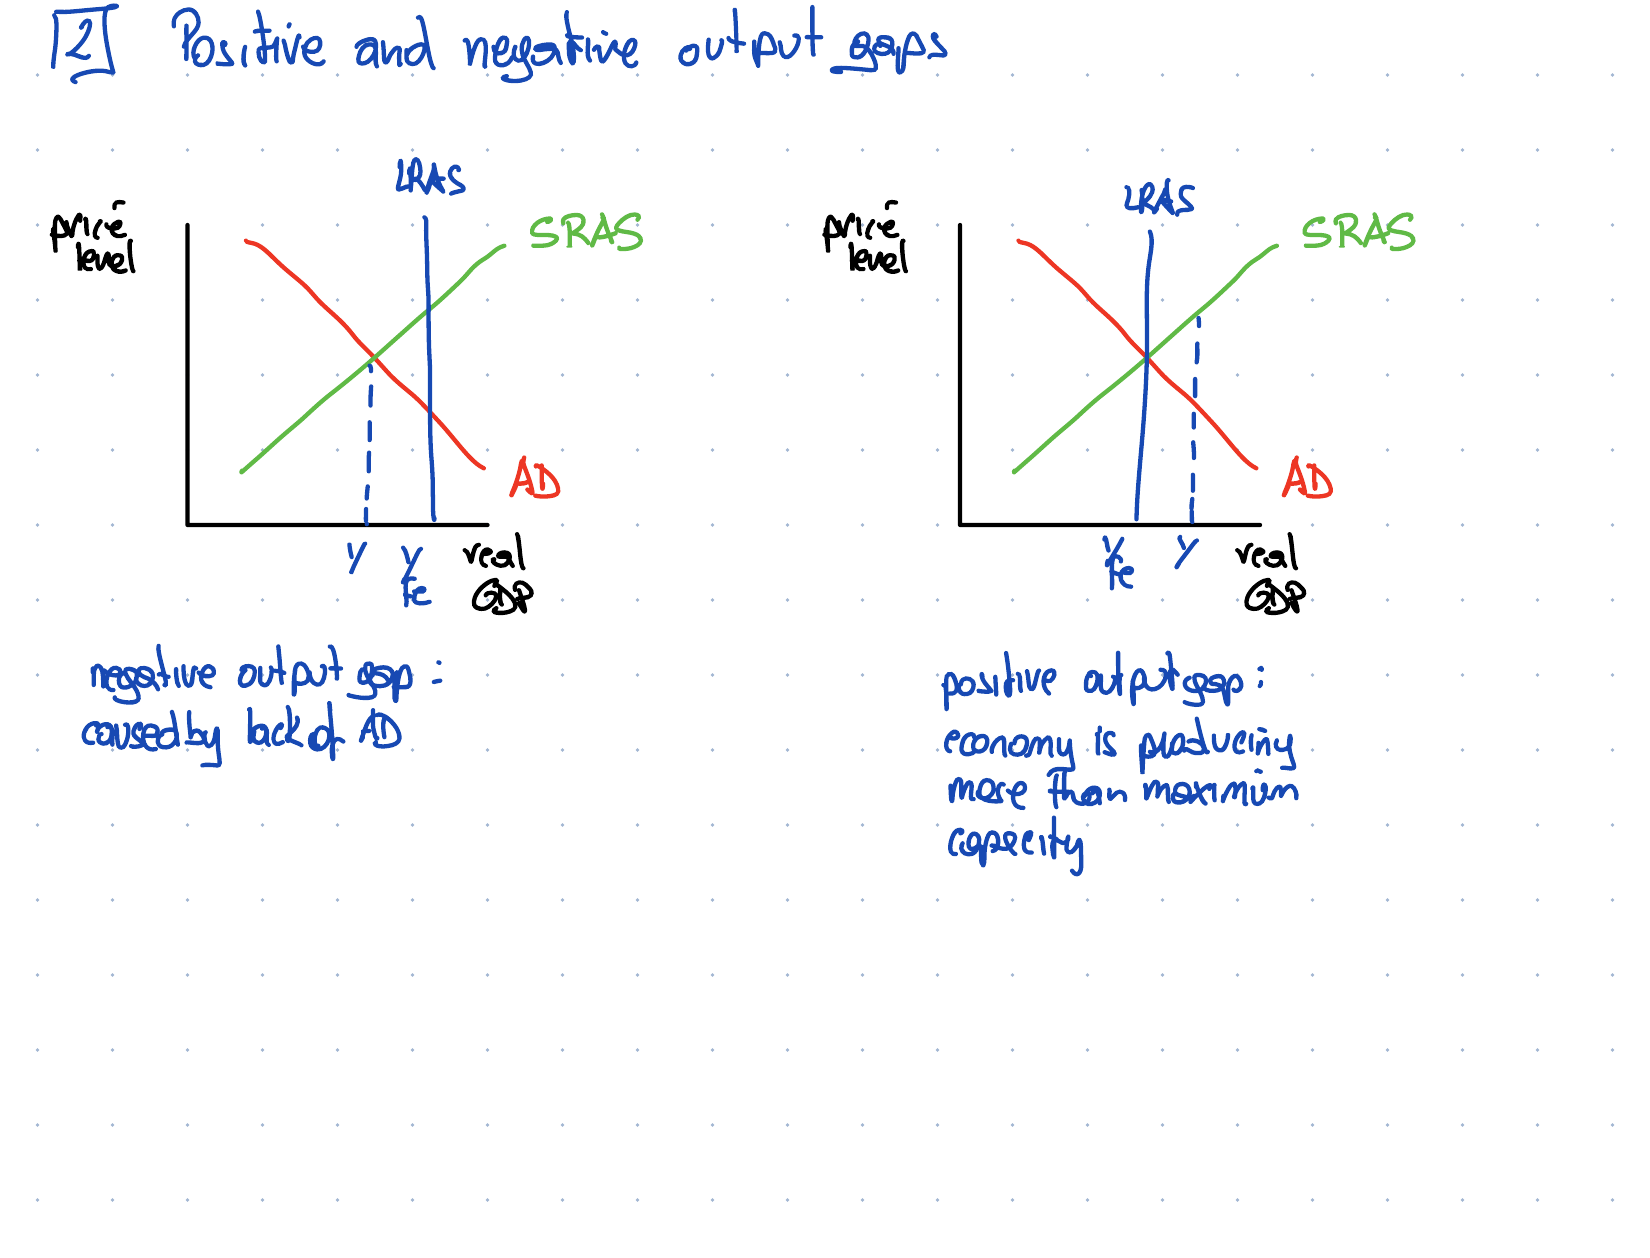 2 Positive and negative output gaps
LRAS
price
level
SRAS
AD
Y Y
Fe
real
GDP
negative output gap :
caused by lack of AD
LRAS
price
level
SRAS
AD
Y Y
Fe
real
GDP
positive output gap :
economy is producing
more than maximum
capacity